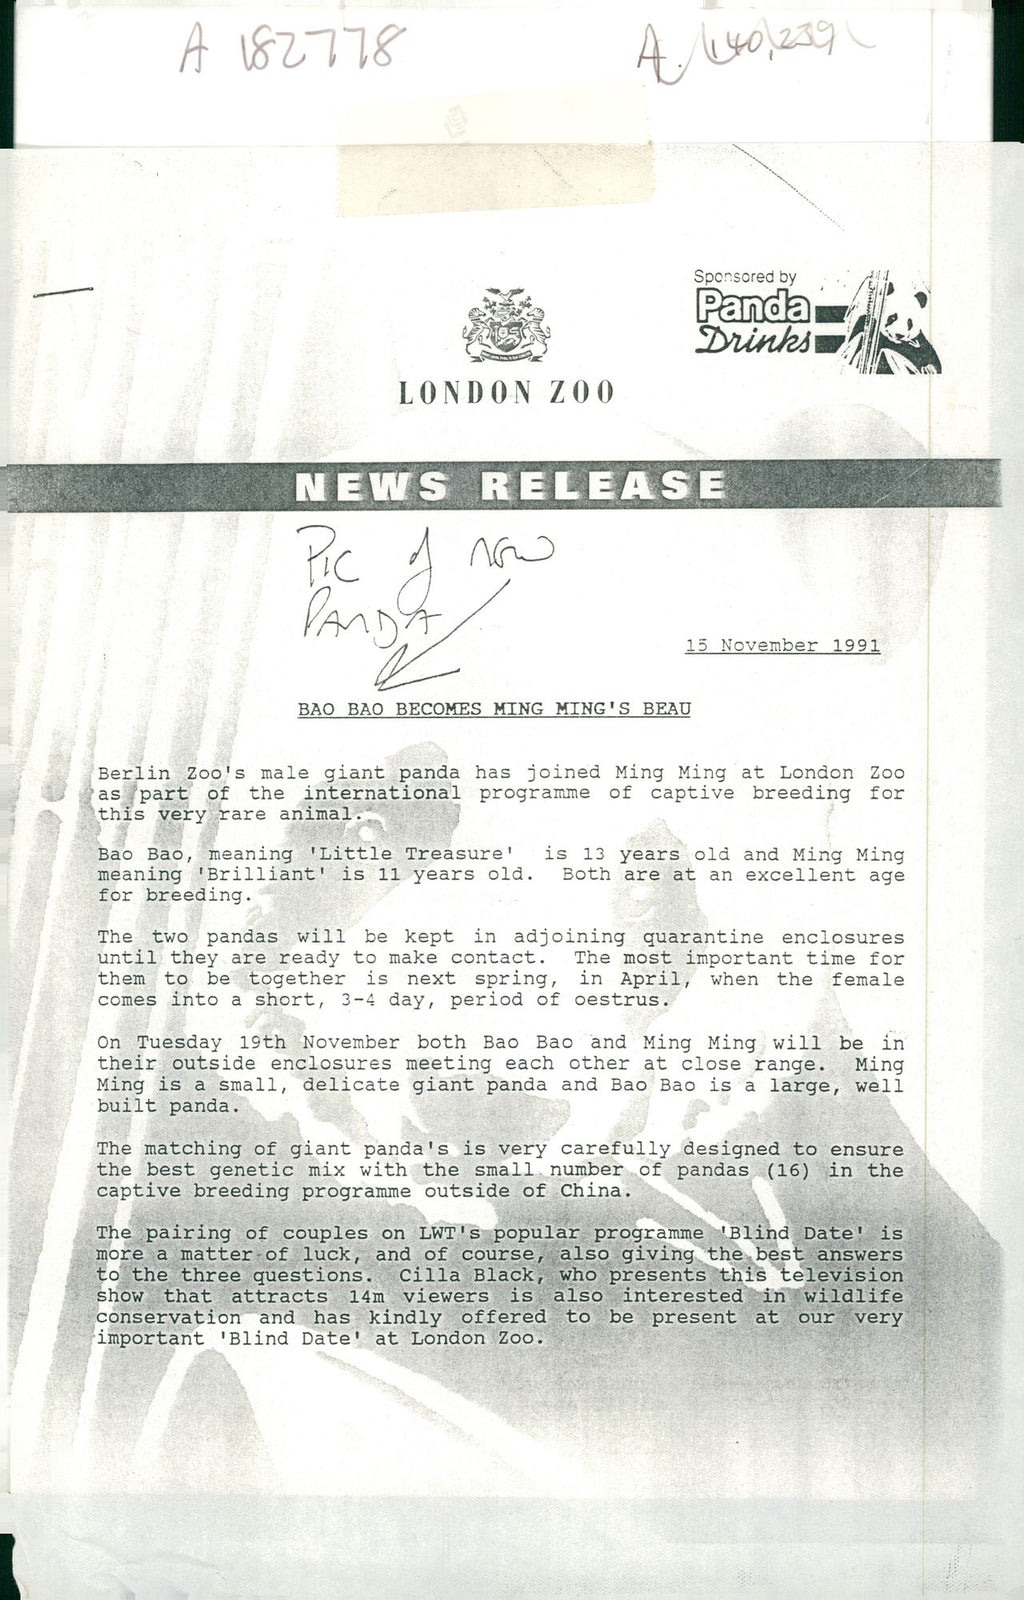 A 182778
A 140,239
Sponsored by
Panda
Drinks
LONDON ZOO
NEWS RELEASE
Pic of now
PANDA
15 November 1991
BAO BAO BECOMES MING MING'S BEAU
Berlin Zoo's male giant panda has joined Ming Ming at London Zoo
as part of the international programme of captive breeding for
this very rare animal.
Bao Bao, meaning 'Little Treasure' is 13 years old and Ming Ming
meaning 'Brilliant' is 11 years old. Both are at an excellent age
for breeding.
The two pandas will be kept in adjoining quarantine enclosures
until they are ready to make contact. The most important time for
them to be together is next spring, in April, when the female
comes into a short, 3-4 day, period of oestrus.
On Tuesday 19th November both Bao Bao and Ming Ming will be in
their outside enclosures meeting each other at close range. Ming
Ming is a small, delicate giant panda and Bao Bao is a large, well
built panda.
The matching of giant panda's is very carefully designed to ensure
the best genetic mix with the small number of pandas (16) in the
captive breeding programme outside of China.
The pairing of couples on LWT's popular programme 'Blind Date' is
more a matter of luck, and of course, also giving the best answers
to the three questions. Cilla Black, who presents this television
show that attracts 14m viewers is also interested in wildlife
conservation and has kindly offered to be present at our very
important 'Blind Date' at London Zoo.